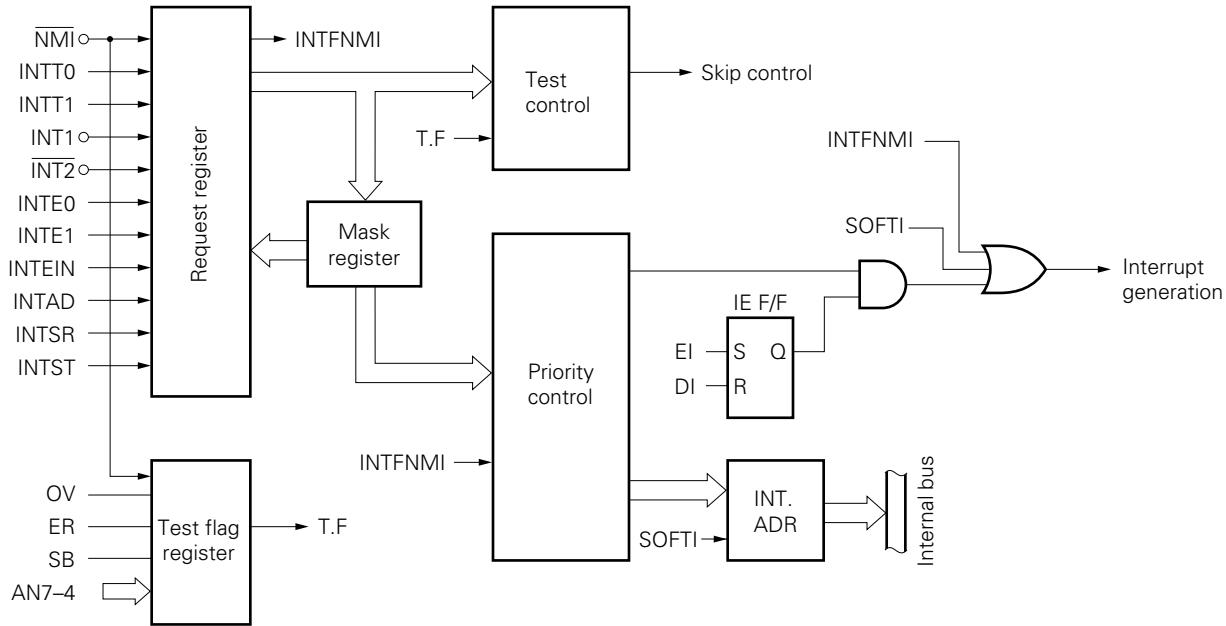 NMI
INTT0
INTT1
INT1
INT2
INTE0
INTE1
INTEIN
INTAD
INTSR
INTST
Request register
INTFNMI
Test
control
Skip control
T.F
Mask
register
INTFNMI
SOFTI
Interrupt
generation
IE F/F
EI
S
Q
DI
R
Priority
control
INTFNMI
OV
ER
SB
AN7–4
Test flag
register
T.F
SOFTI
INT.
ADR
Internal bus